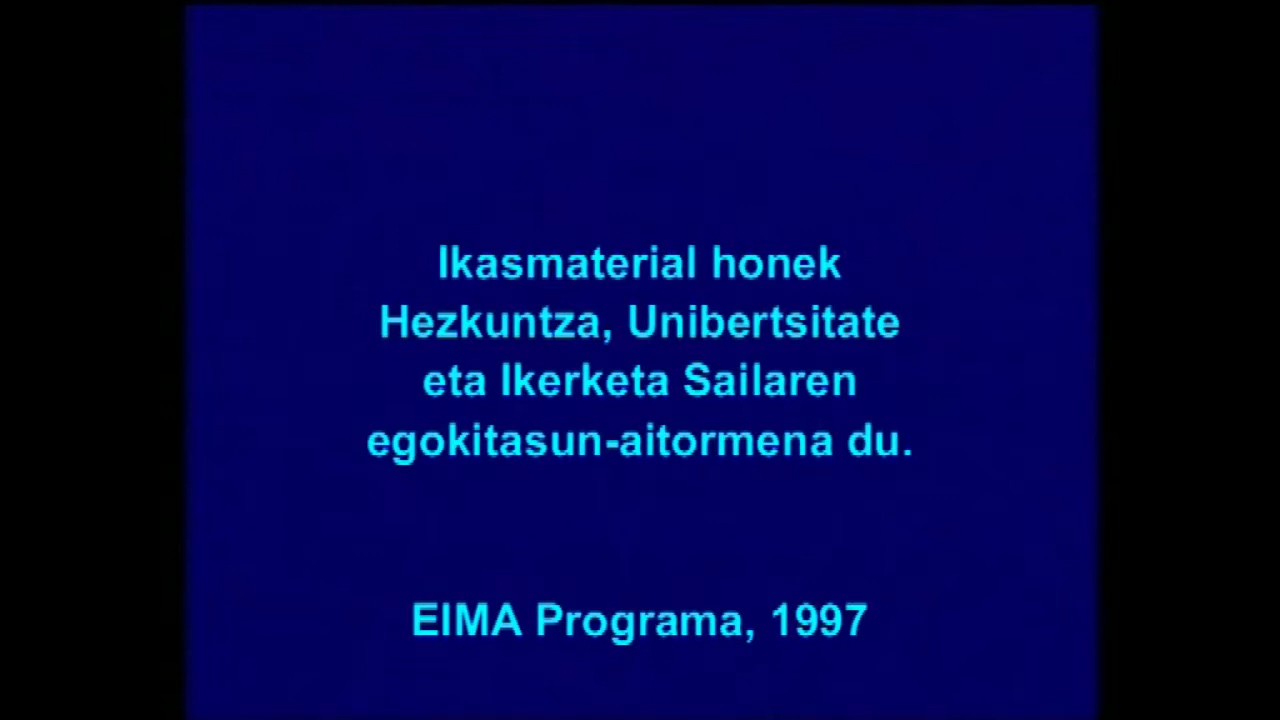 Ikasmaterial honek
Hezkuntza, Unibertsitate
eta Ikerketa Sailaren
egokitasun-aitormena du.
EIMA Programa, 1997